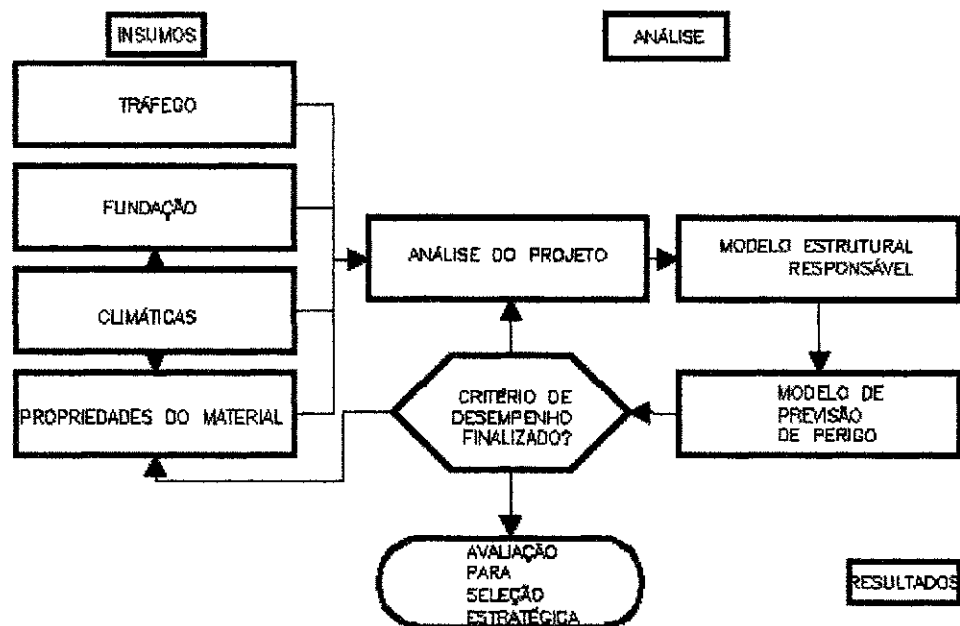 INSUMOS
ANÁLISE
TRÁFEGO
FUNDAÇÃO
CLIMÁTICAS
PROPRIEDADES DO MATERIAL
ANÁLISE DO PROJETO
MODELO ESTRUTURAL
RESPONSÁVEL
CRITÉRIO DE
DESEMPENHO
FINALIZADO?
MODELO DE
PREVISÃO
DE PERIGO
AVALIAÇÃO
PARA
SELEÇÃO
ESTRATÉGICA
RESULTADOS